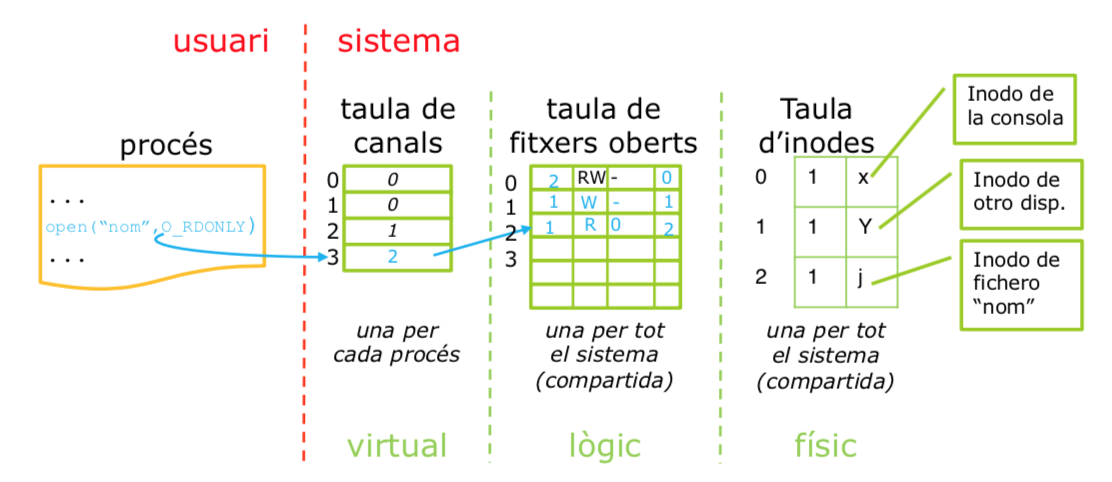 usuari
sistema
procés
...
open("nom",O_RDONLY)
...
taula de
canals
0 0
1 0
2 1
3 2
una per
cada procés
virtual
taula de
fitxers oberts
0 2 RW - 0
1 1 W - 1
2 1 R 0 2
3
una per tot
el sistema
(compartida)
lògic
Taula
d'inodes
0 1 x
1 1 Y
2 1 j
una per tot
el sistema
(compartida)
físic
Inodo de
la consola
Inodo de
otro disp.
Inodo de
fichero
"nom"